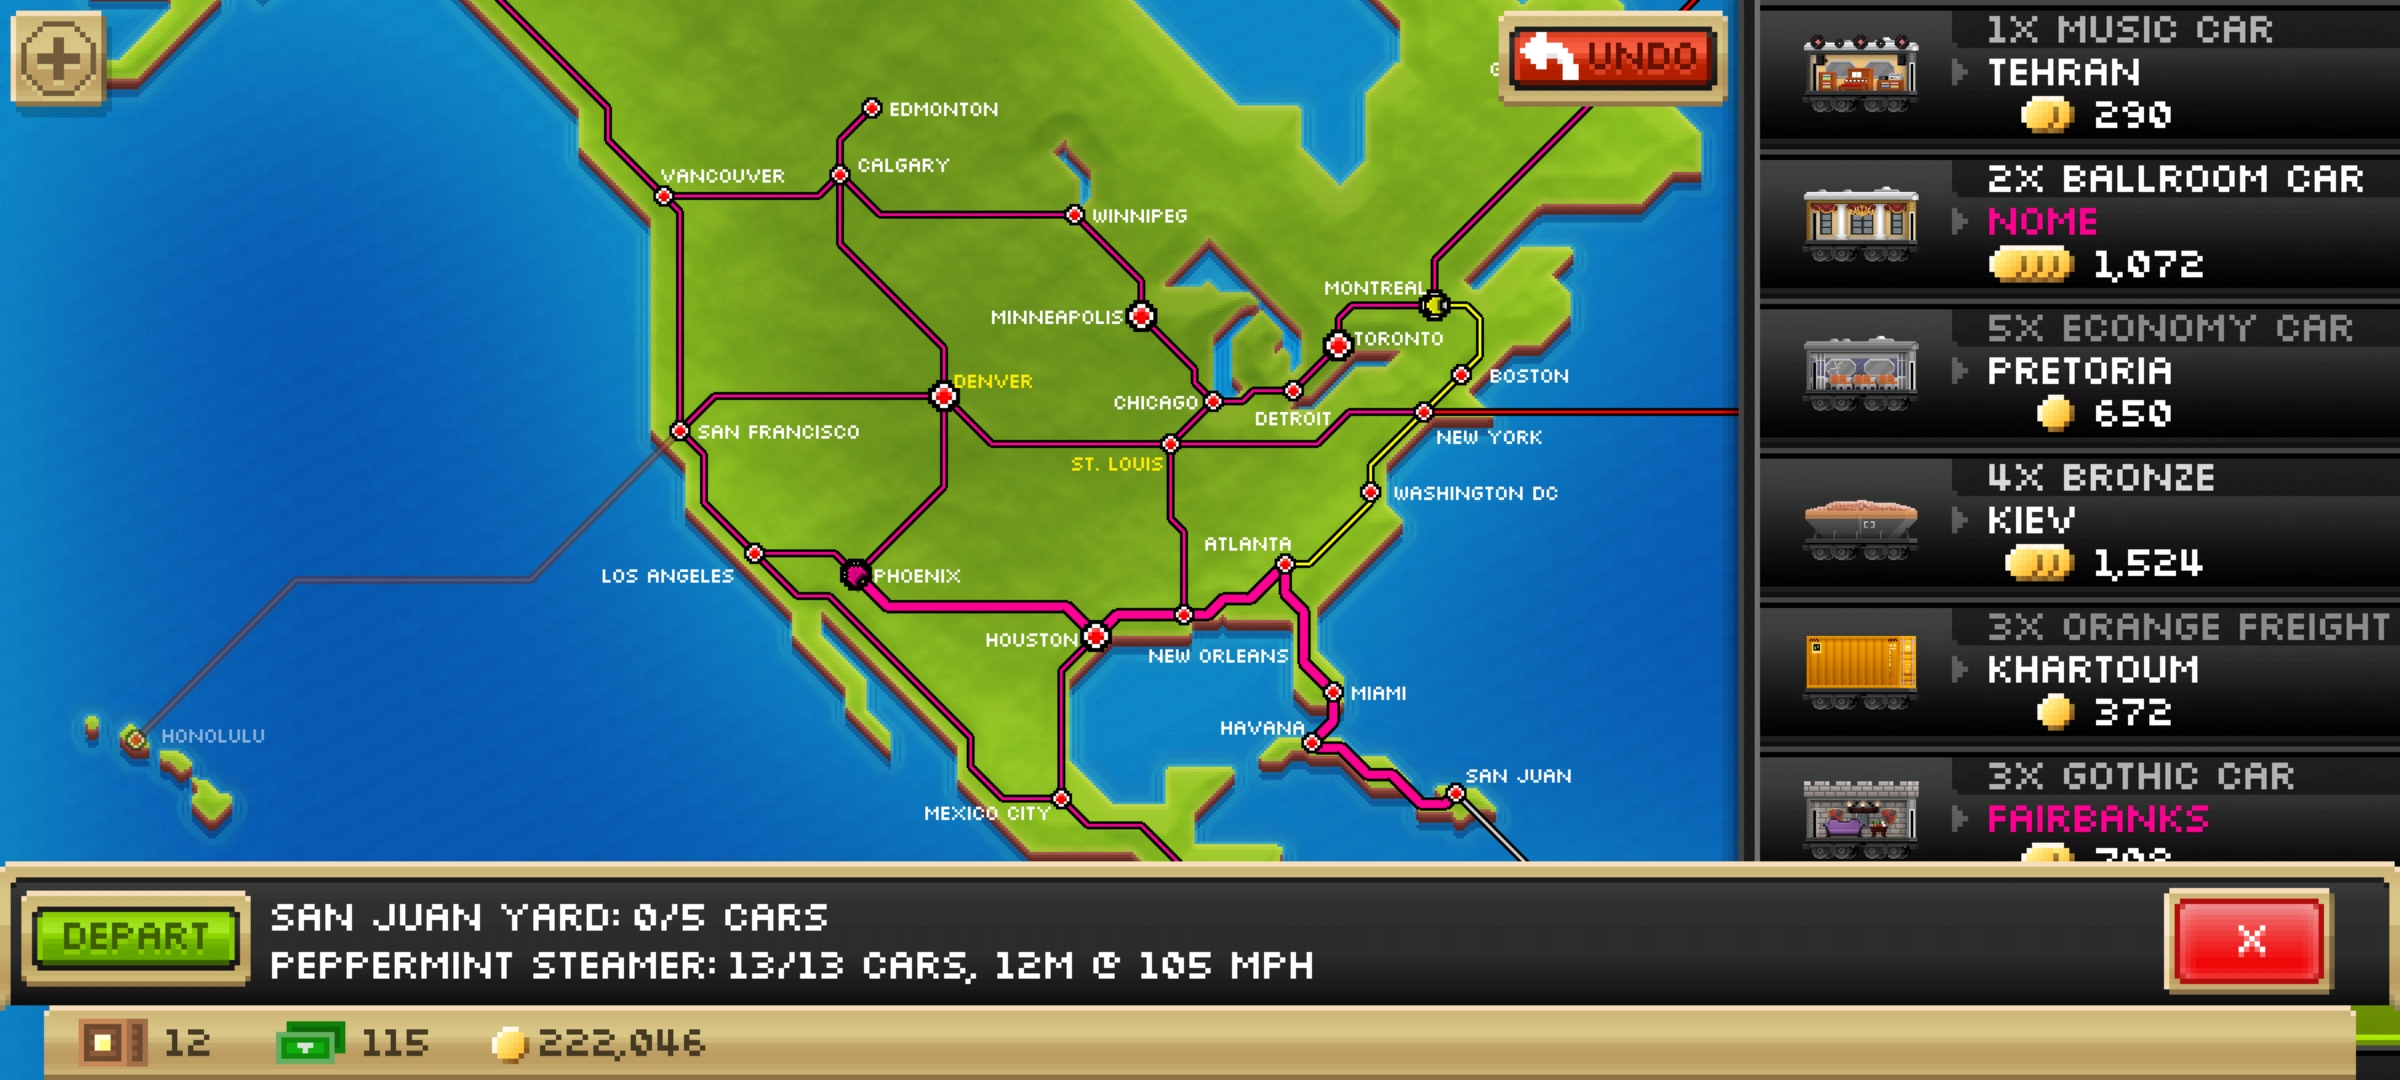 UNDO
EDMONTON
CALGARY
VANCOUVER
WINNIPEG
MINNEAPOLIS
MONTREAL
TORONTO
DENVER
BOSTON
CHICAGO
DETROIT
SAN FRANCISCO
NEW YORK
ST. LOUIS
WASHINGTON DC
ATLANTA
LOS ANGELES
PHOENIX
HOUSTON
NEW ORLEANS
MIAMI
HAVANA
HONOLULU
SAN JUAN
MEXICO CITY
1X MUSIC CAR
TEHRAN
290
2X BALLROOM CAR
NOME
1,072
5X ECONOMY CAR
PRETORIA
650
4X BRONZE
KIEV
1,524
3X ORANGE FREIGHT
KHARTOUM
372
3X GOTHIC CAR
FAIRBANKS
DEPART
SAN JUAN YARD: 0/5 CARS
PEPPERMINT STEAMER: 13/13 CARS, 12M @ 105 MPH
X
12
115
222,046